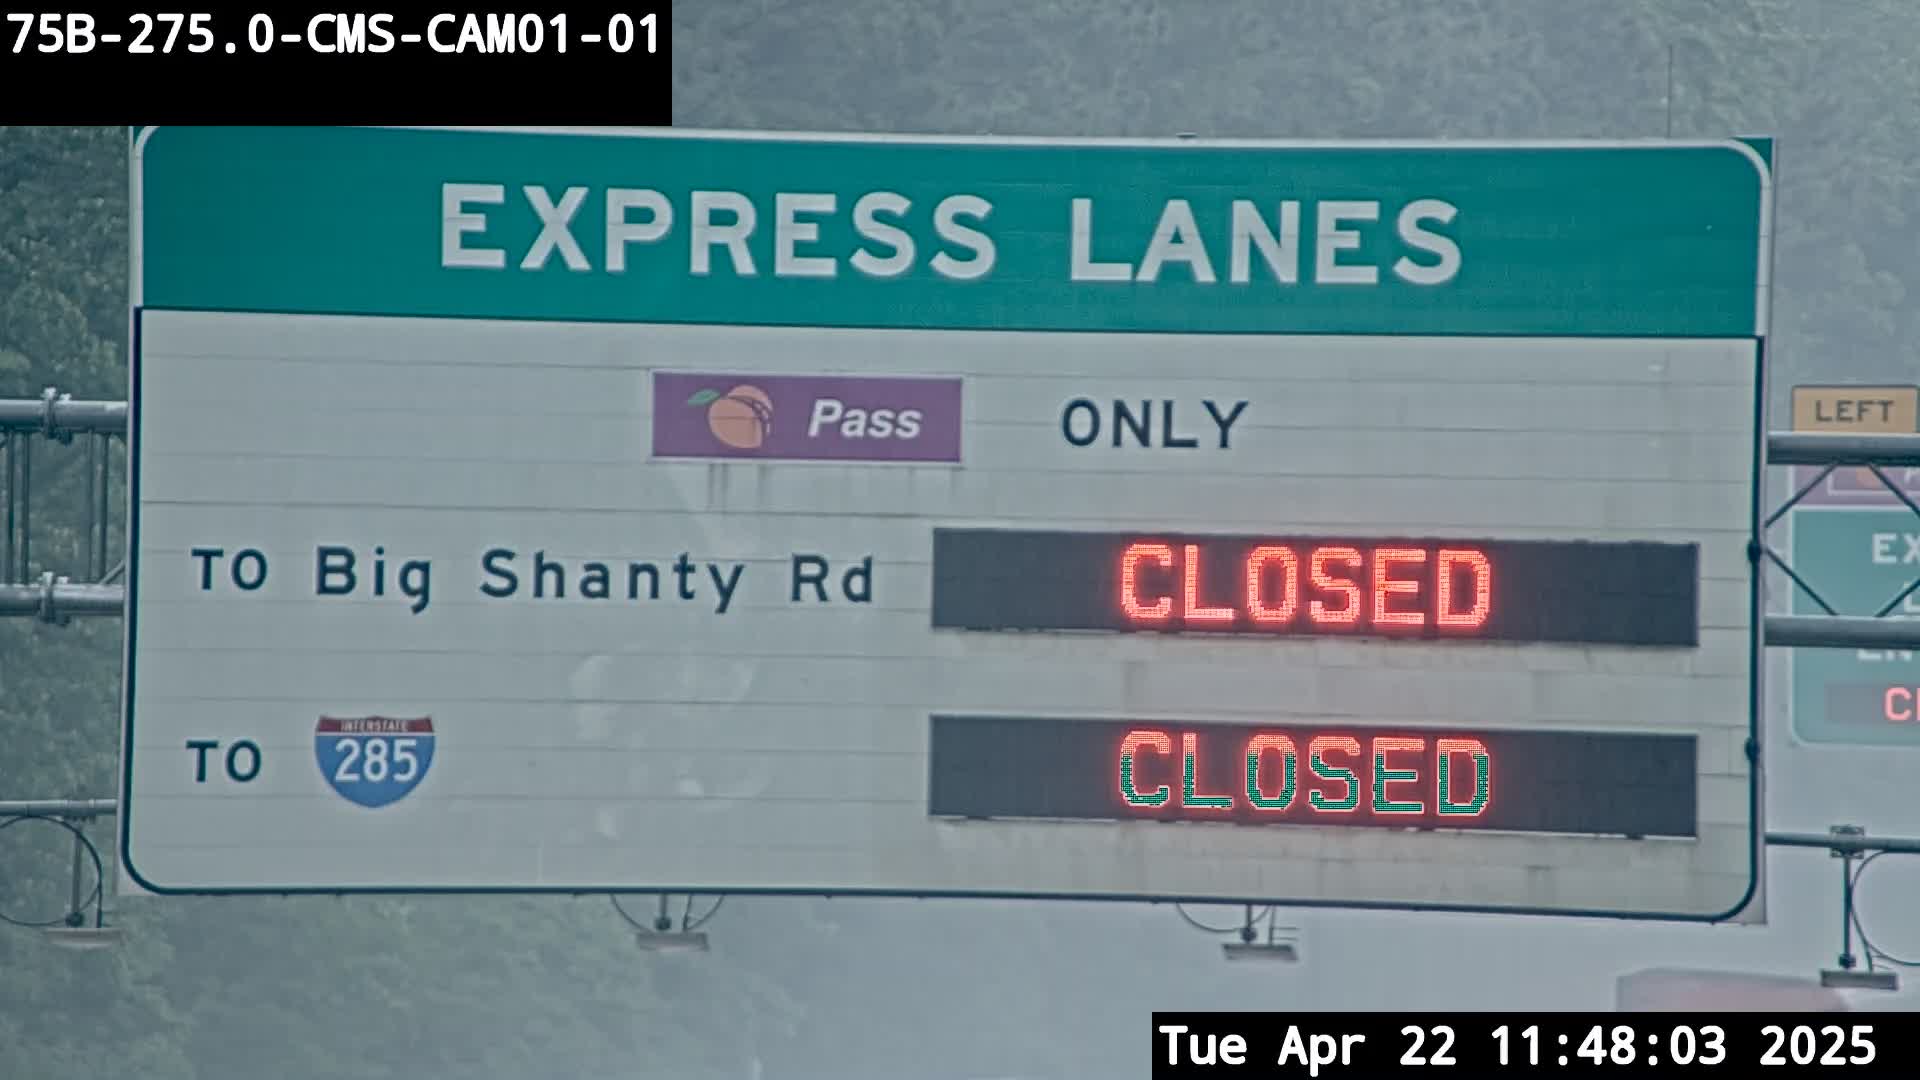 75B-275.0-CMS-CAM01-01
EXPRESS LANES
Pass ONLY
TO Big Shanty Rd CLOSED
TO INTERSTATE 285 CLOSED
LEFT
Tue Apr 22 11:48:03 2025